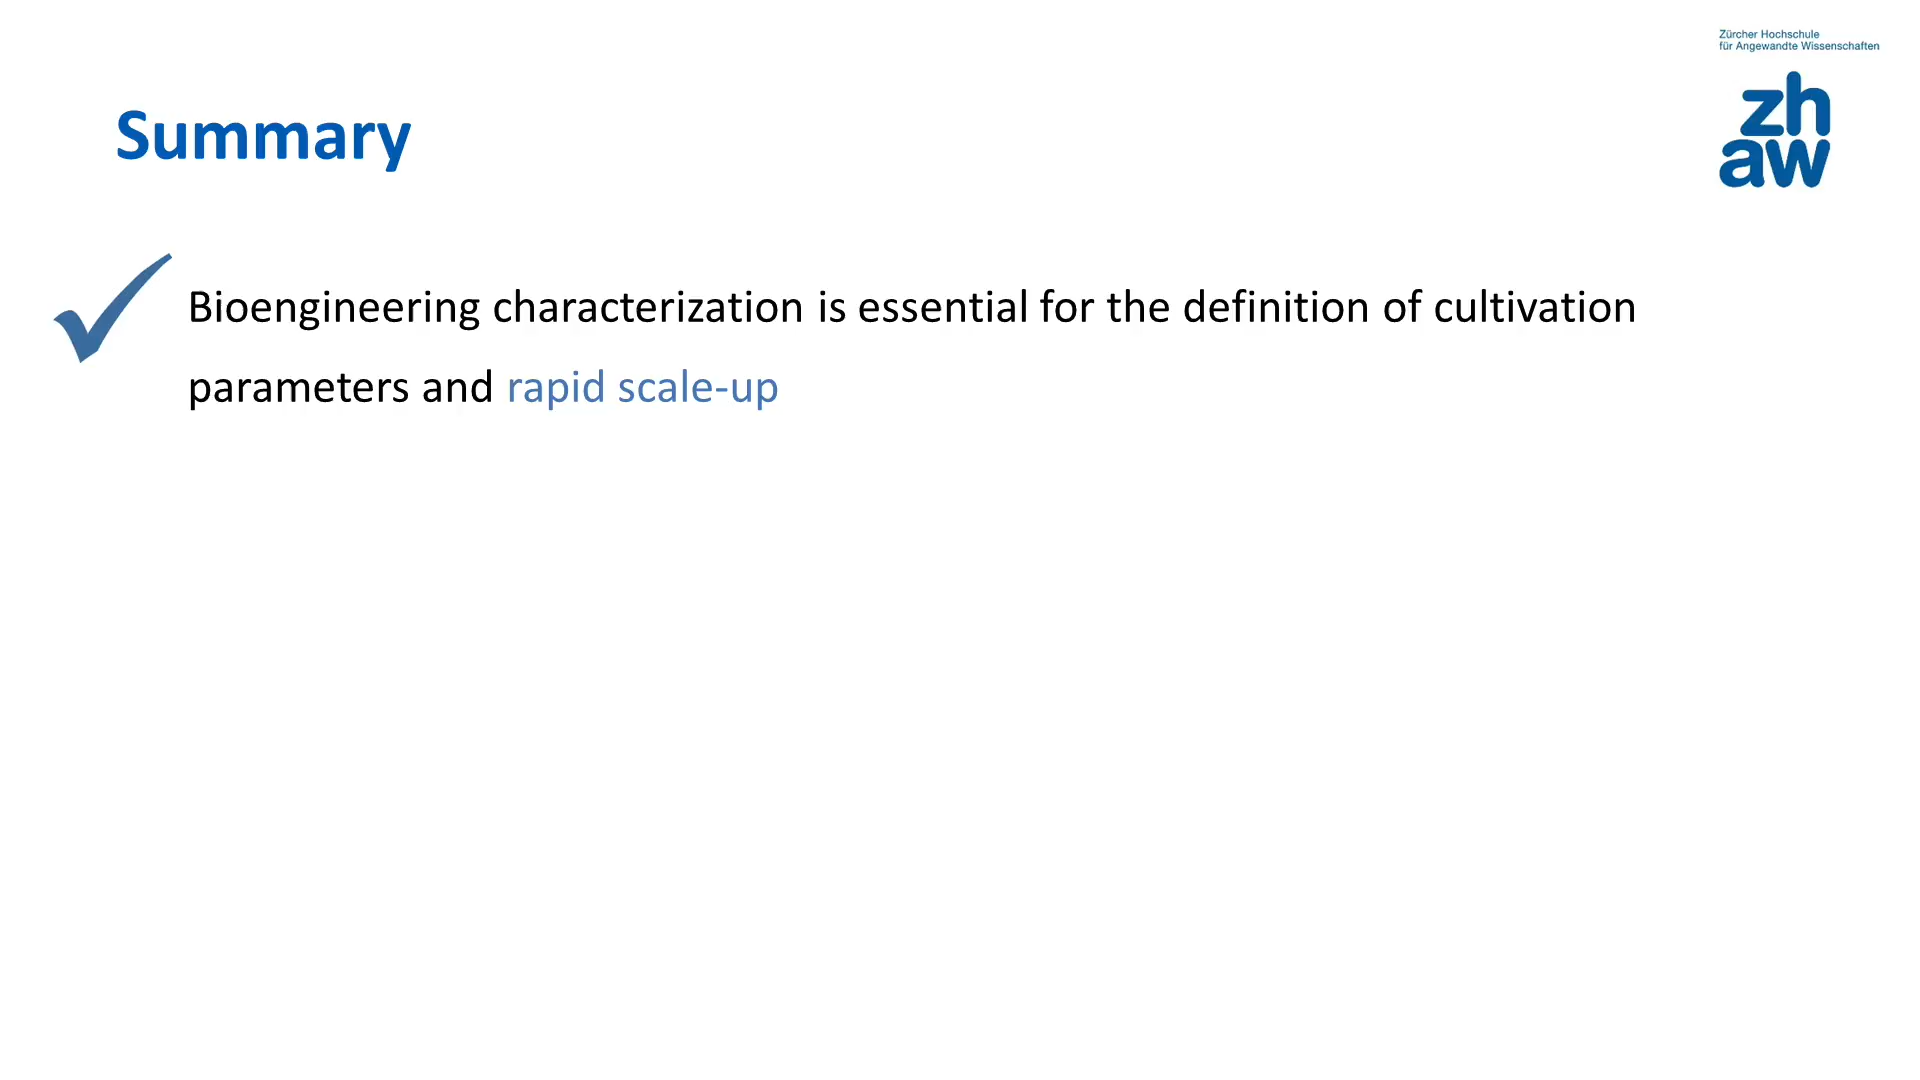 Zürcher Hochschule
für Angewandte Wissenschaften
zh
aw
Summary
Bioengineering characterization is essential for the definition of cultivation
parameters and rapid scale-up